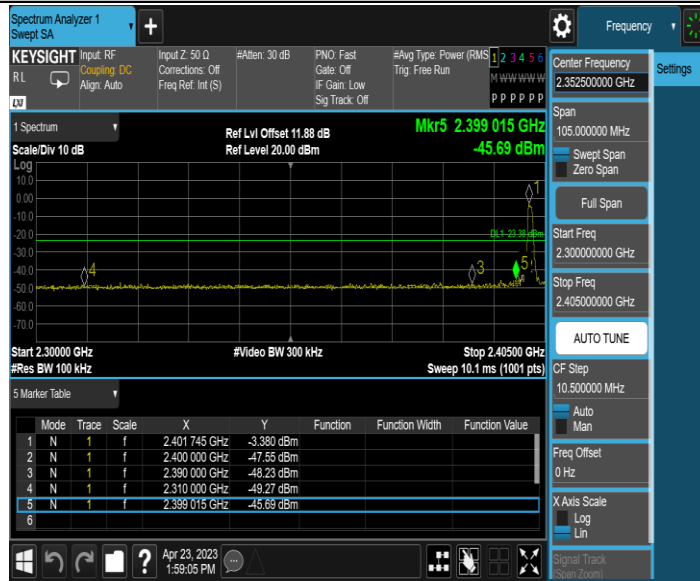 Spectrum Analyzer 1
Swept SA
Frequency
KEYSIGHT
RL
LXI
Input: RF
Coupling: DC
Align: Auto
Input Z: 50 Ω
Corrections: Off
Freq Ref: Int (S)
#Atten: 30 dB
PNO: Fast
Gate: Off
IF Gain: Low
Sig Track: Off
#Avg Type: Power (RMS
Trig: Free Run
1 2 3 4 5 6
M W W W W W
P P P P P P
Center Frequency
2.352500000 GHz
Settings
Span
105.000000 MHz
Swept Span
Zero Span
Full Span
Start Freq
2.300000000 GHz
Stop Freq
2.405000000 GHz
AUTO TUNE
CF Step
10.500000 MHz
Auto
Man
Freq Offset
0 Hz
X Axis Scale
Log
Lin
Signal Track
(Span Zoom)
1 Spectrum
Scale/Div 10 dB
Ref Lvl Offset 11.88 dB
Ref Level 20.00 dBm
Mkr5 2.399 015 GHz
-45.69 dBm
Log
10.0
0.00
-10.0
-20.0
-30.0
-40.0
-50.0
-60.0
-70.0
1
DL1 -23.38 dBm
3
5
4
Start 2.30000 GHz
#Video BW 300 kHz
Stop 2.40500 GHz
#Res BW 100 kHz
Sweep 10.1 ms (1001 pts)
5 Marker Table
Mode Trace Scale X Y Function Function Width Function Value
1 N 1 f 2.401 745 GHz -3.380 dBm
2 N 1 f 2.400 000 GHz -47.55 dBm
3 N 1 f 2.390 000 GHz -48.23 dBm
4 N 1 f 2.310 000 GHz -49.27 dBm
5 N 1 f 2.399 015 GHz -45.69 dBm
6
?
Apr 23, 2023
1:59:05 PM